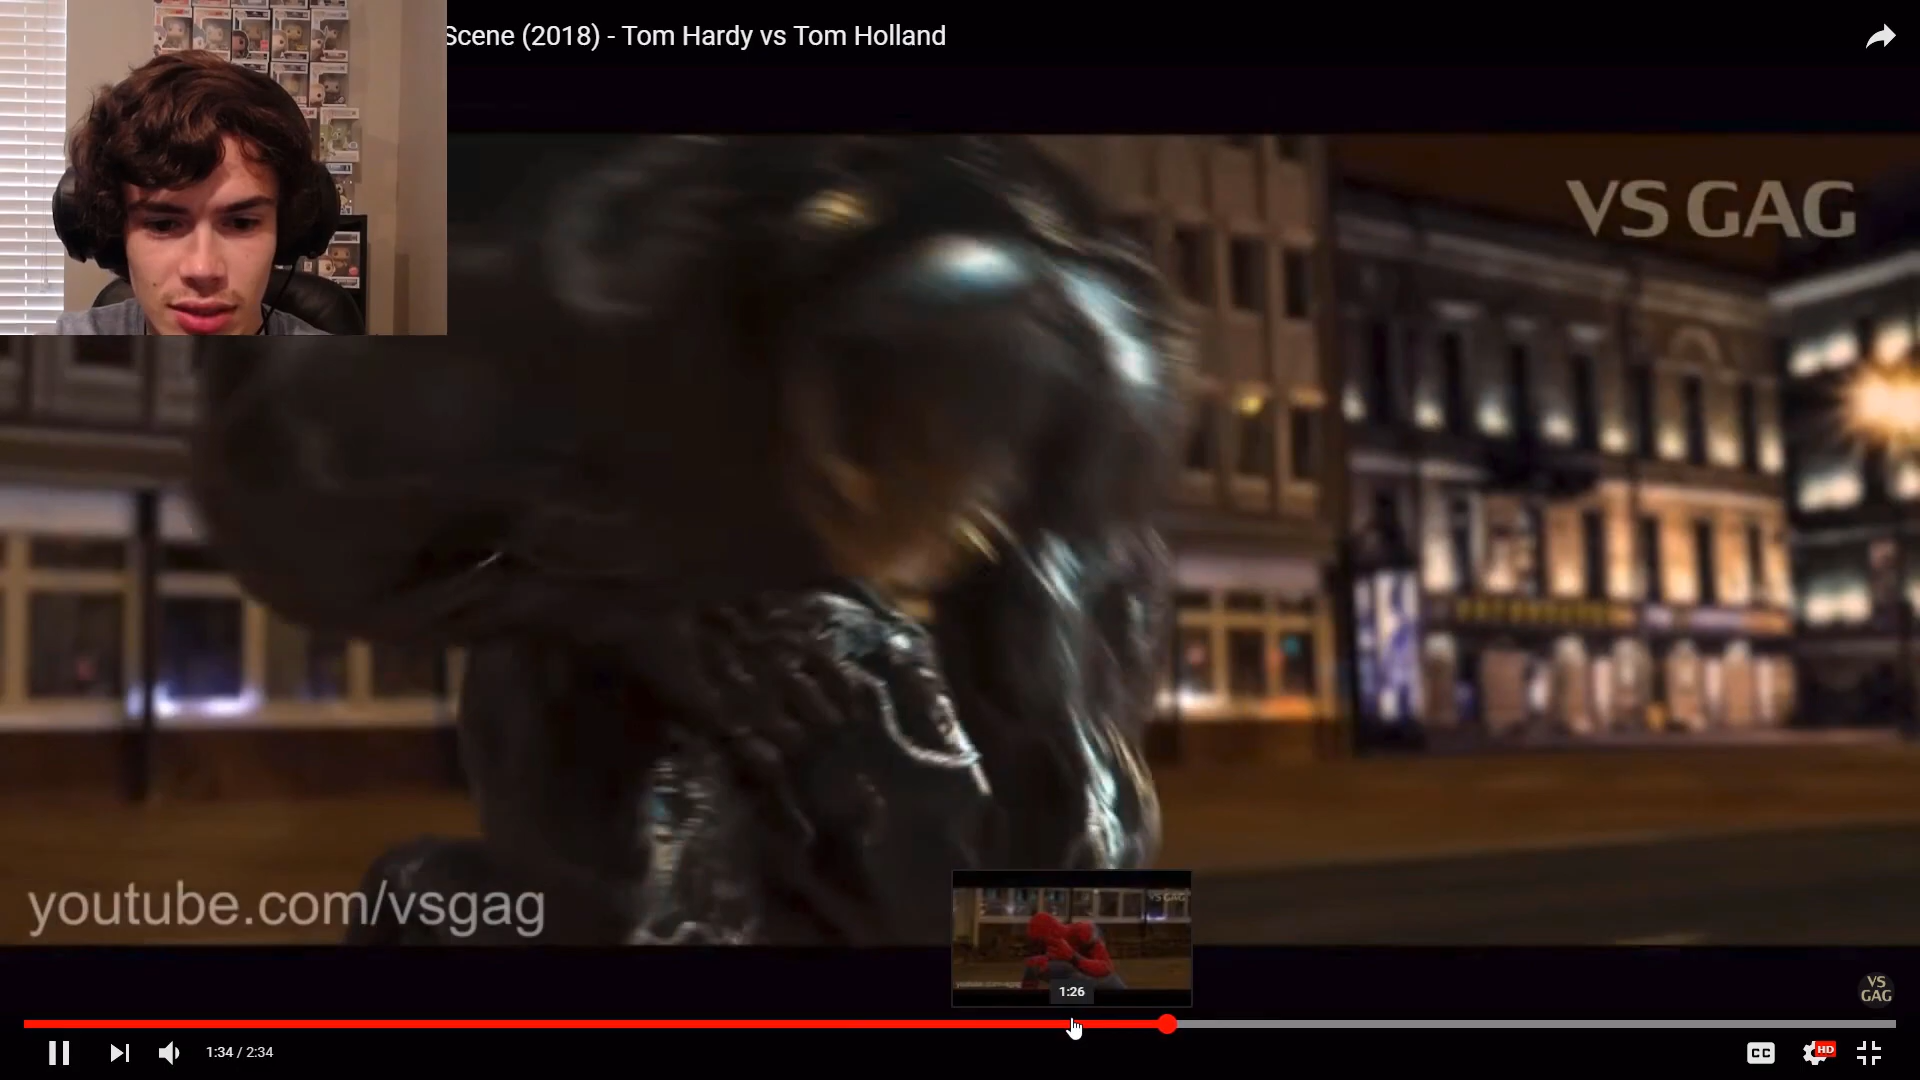 Scene (2018) - Tom Hardy vs Tom Holland
VS GAG
youtube.com/vsgag
VS GAG
1:26
VS
GAG
1:34 / 2:34
CC
HD